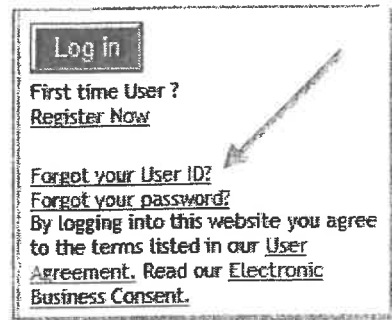 Log in
First time User ?
Register Now
Forgot your User ID?
Forgot your password?
By logging into this website you agree
to the terms listed in our User
Agreement. Read our Electronic
Business Consent.